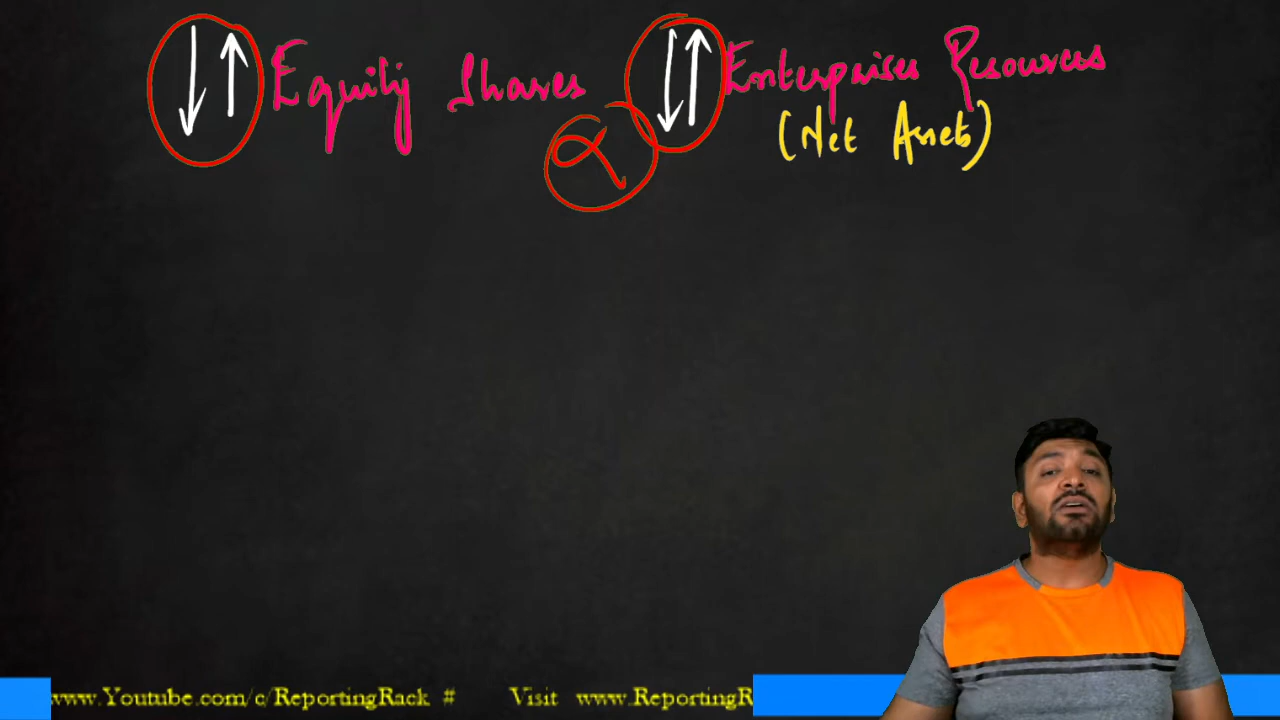 ↓↑ Equity Shares α ↓↑ Enterprises Resources
(Net Assets)
www.Youtube.com/c/ReportingRack # Visit www.ReportingR